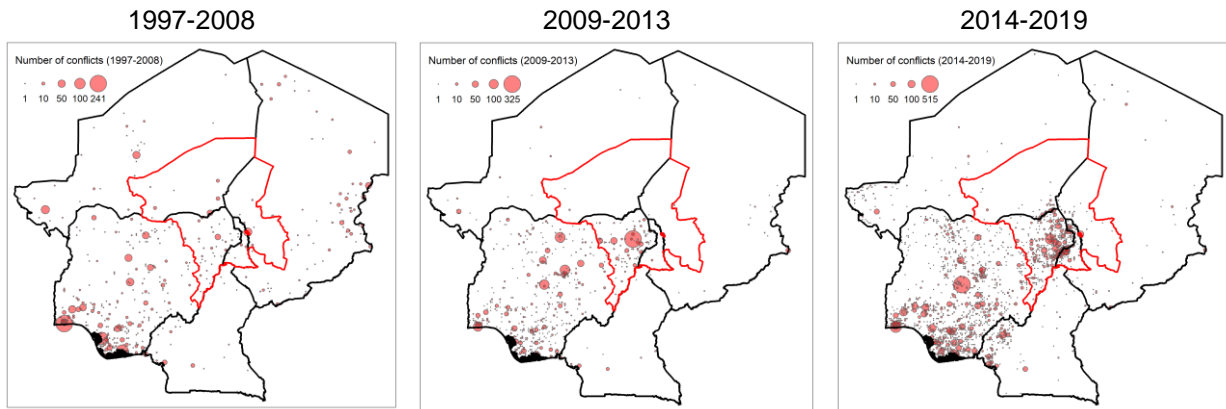 1997-2008
Number of conflicts (1997-2008)
1 10 50 100 241
2009-2013
Number of conflicts (2009-2013)
1 10 50 100 325
2014-2019
Number of conflicts (2014-2019)
1 10 50 100 515